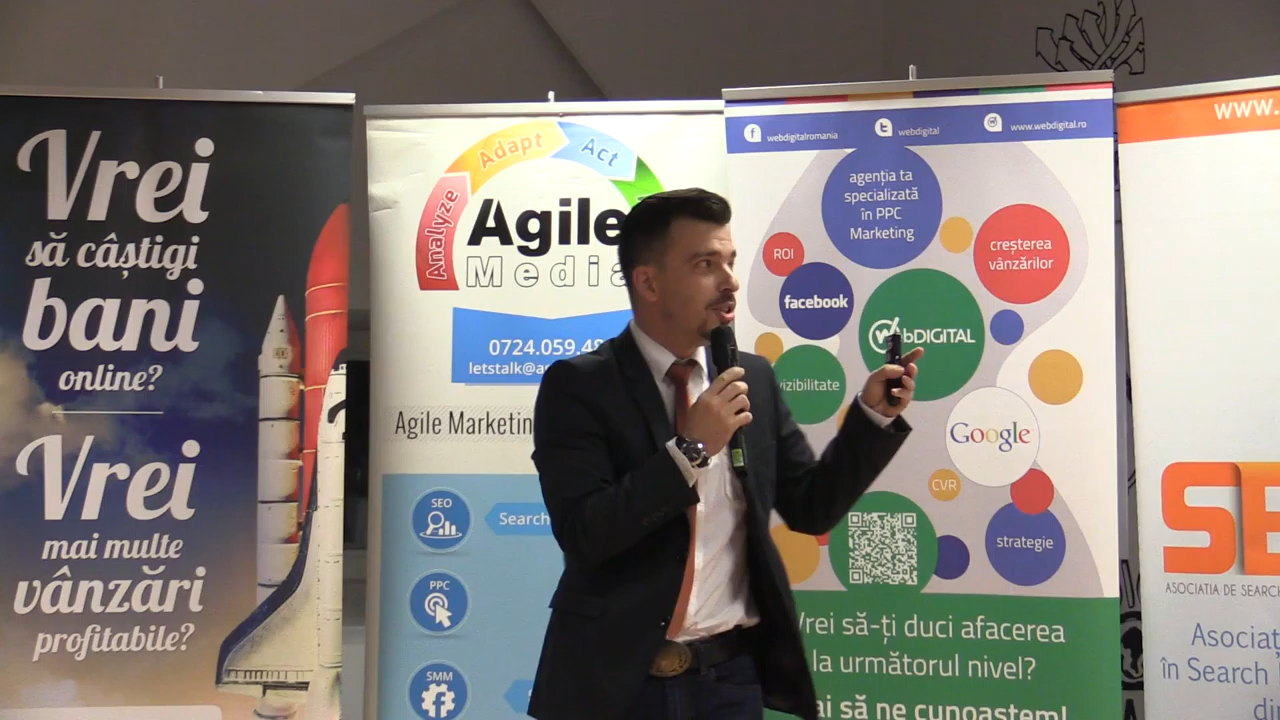 Vrei
să câștigi
bani
online?
Vrei
mai multe
vânzări
profitabile?
Analyze
Adapt
Act
Agile
Media
0724.059.48
letstalk@a
Agile Marketin
SEO
Search
PPC
SMM
webdigitalromania
webdigital
www.webdigital.ro
agenția ta
specializată
în PPC
Marketing
ROI
creșterea
vânzărilor
facebook
bDIGITAL
vizibilitate
Google
CVR
strategie
Vrei să-ți duci afacerea
la următorul nivel?
ai să ne cunoaștem!
www.
SE
ASOCIATIA DE SEARCH
Asociaț
în Search
din